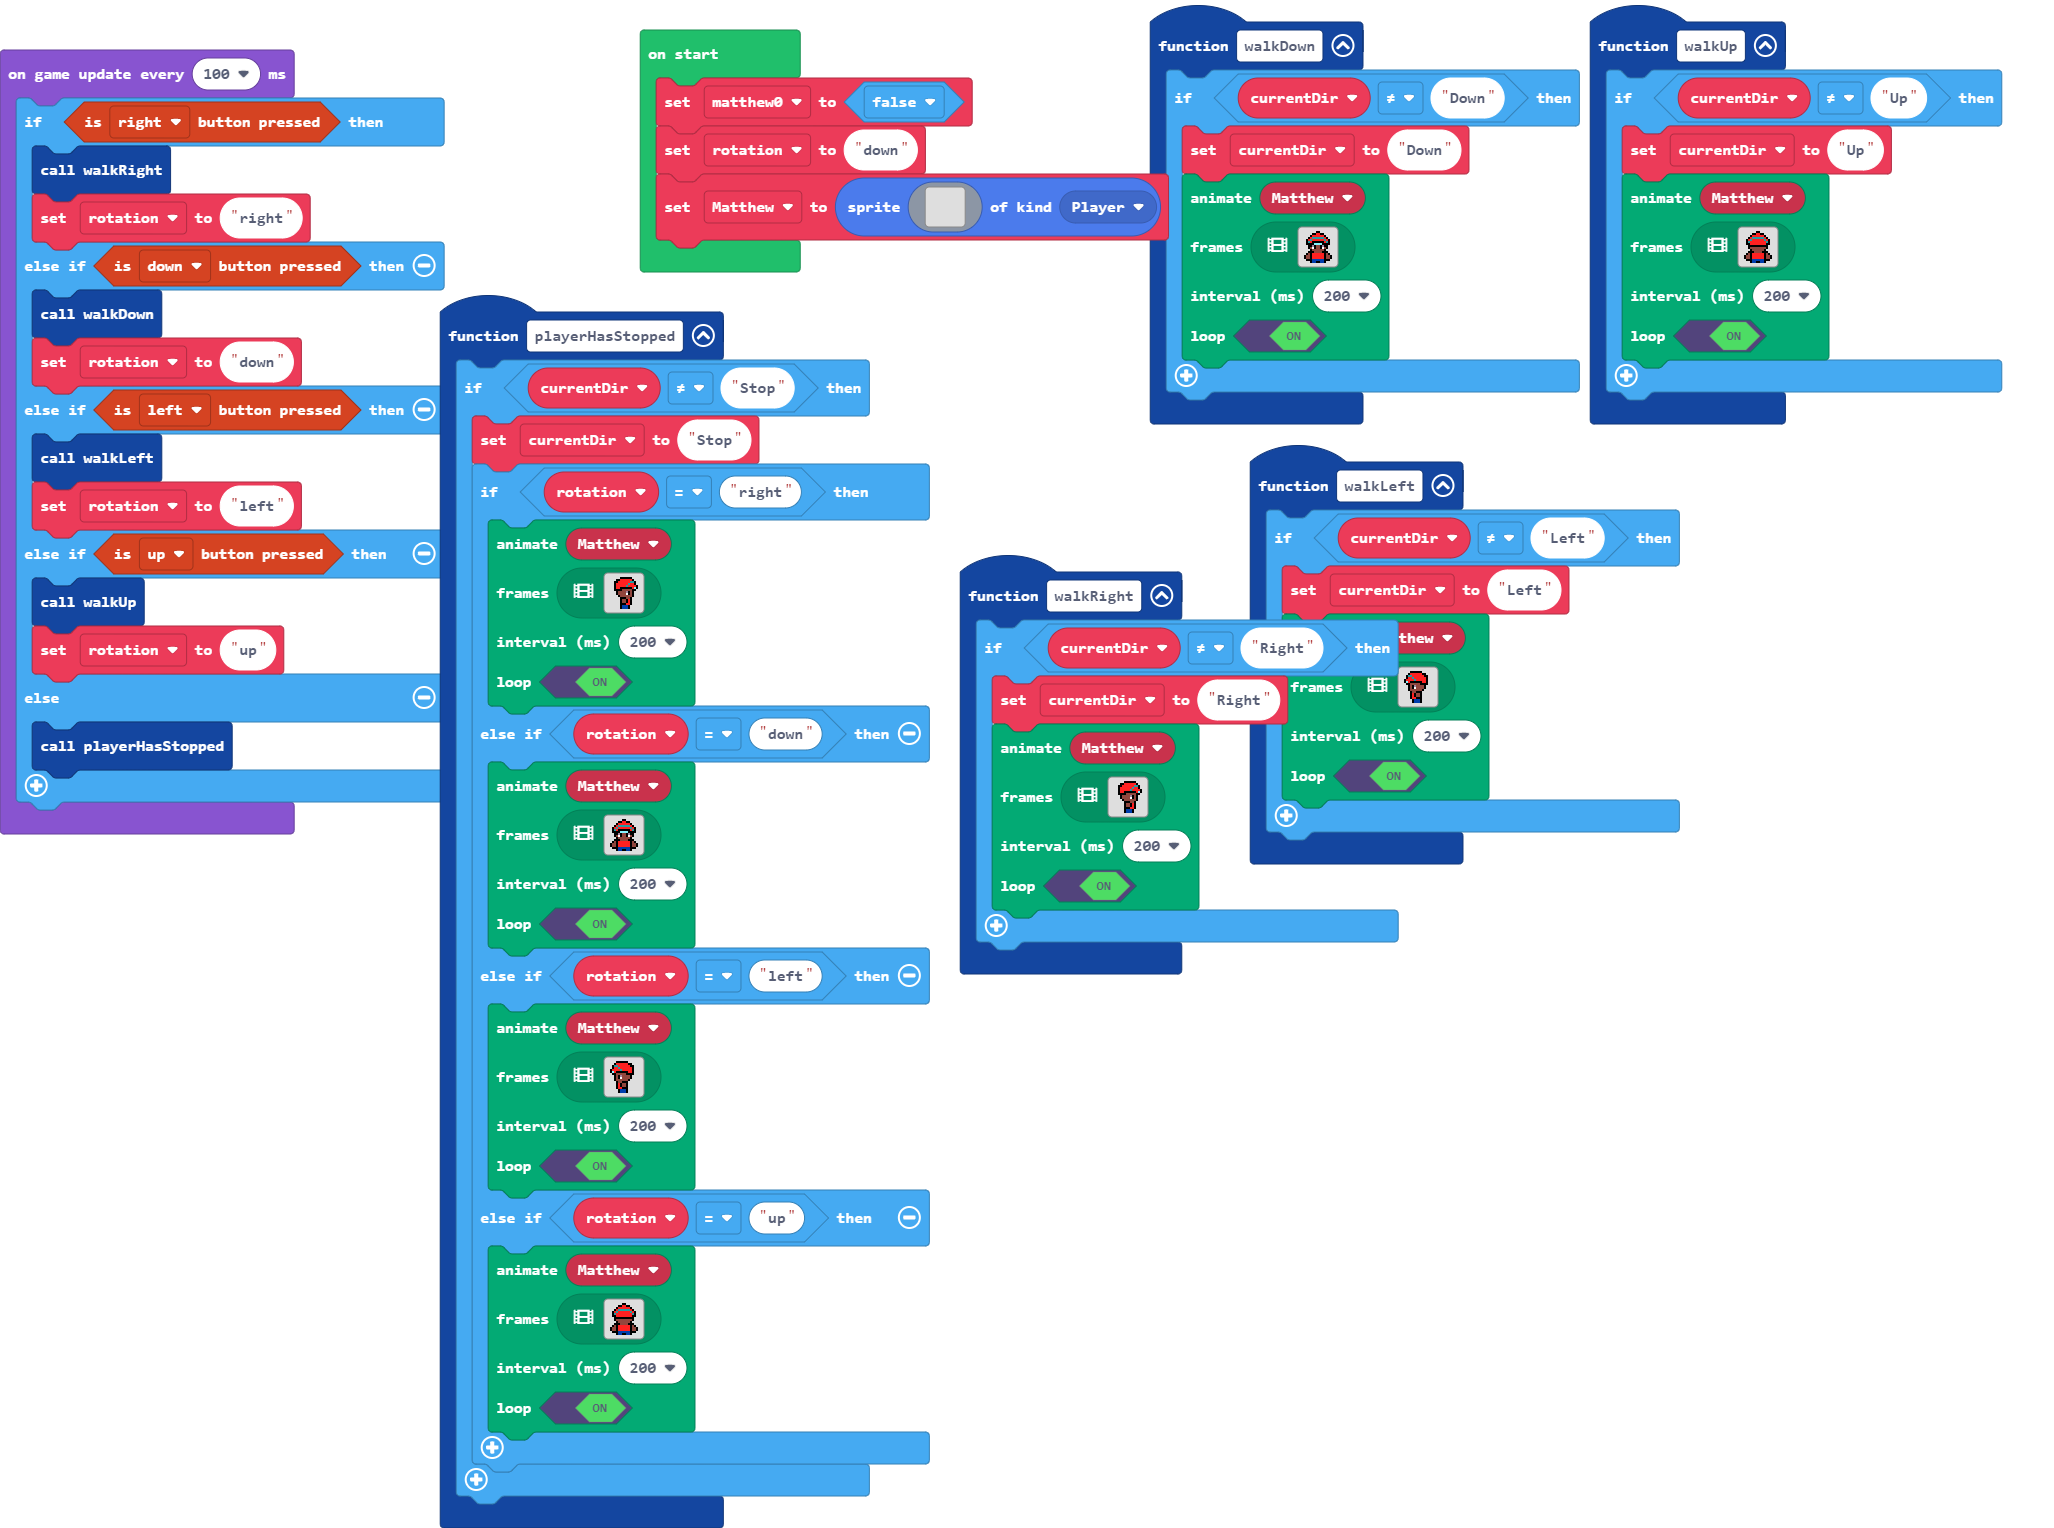 on game update every 100 ms
if is right button pressed then
call walkRight
set rotation to "right"
else if is down button pressed then
call walkDown
set rotation to "down"
else if is left button pressed then
call walkLeft
set rotation to "left"
else if is up button pressed then
call walkUp
set rotation to "up"
else
call playerHasStopped
on start
set matthew0 to false
set rotation to "down"
set Matthew to sprite of kind Player
function playerHasStopped
if currentDir ≠ "Stop" then
set currentDir to "Stop"
if rotation = "right" then
animate Matthew
frames
interval (ms) 200
loop ON
else if rotation = "down" then
animate Matthew
frames
interval (ms) 200
loop ON
else if rotation = "left" then
animate Matthew
frames
interval (ms) 200
loop ON
else if rotation = "up" then
animate Matthew
frames
interval (ms) 200
loop ON
function walkDown
if currentDir ≠ "Down" then
set currentDir to "Down"
animate Matthew
frames
interval (ms) 200
loop ON
function walkUp
if currentDir ≠ "Up" then
set currentDir to "Up"
animate Matthew
frames
interval (ms) 200
loop ON
function walkRight
if currentDir ≠ "Right" then
set currentDir to "Right"
animate Matthew
frames
interval (ms) 200
loop ON
function walkLeft
if currentDir ≠ "Left" then
set currentDir to "Left"
thew
frames
interval (ms) 200
loop ON